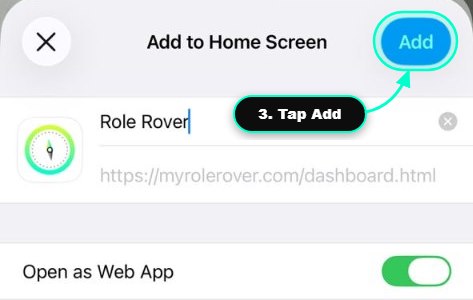 Add to Home Screen
Add
Role Rover
3. Tap Add
https://myrolerover.com/dashboard.html
Open as Web App